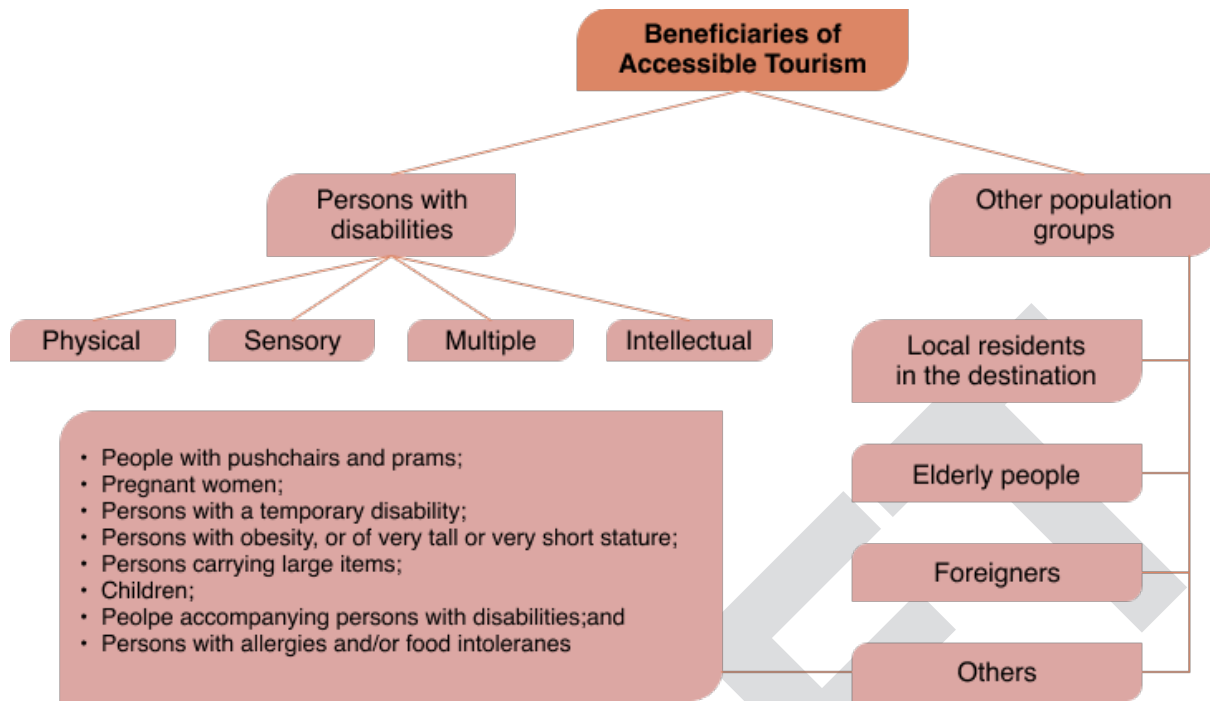 Beneficiaries of
Accessible Tourism
Persons with
disabilities
Other population
groups
Physical
Sensory
Multiple
Intellectual
Local residents
in the destination
Elderly people
Foreigners
Others
• People with pushchairs and prams;
• Pregnant women;
• Persons with a temporary disability;
• Persons with obesity, or of very tall or very short stature;
• Persons carrying large items;
• Children;
• Peolpe accompanying persons with disabilities;and
• Persons with allergies and/or food intoleranes